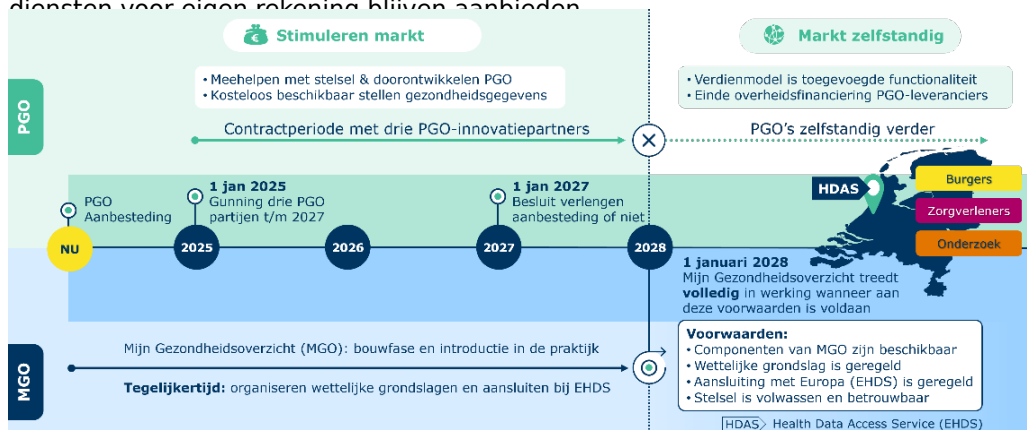 diensten voor eigen rekening blijven aanbieden
Stimuleren markt
Markt zelfstandig
• Meehelpen met stelsel & doorontwikkelen PGO
• Kosteloos beschikbaar stellen gezondheidsgegevens
• Verdienmodel is toegevoegde functionaliteit
• Einde overheidsfinanciering PGO-leveranciers
PGO
Contractperiode met drie PGO-innovatiepartners
PGO's zelfstandig verder
PGO
Aanbesteding
1 jan 2025
Gunning drie PGO
partijen t/m 2027
1 jan 2027
Besluit verlengen
aanbesteding of niet
HDAS
Burgers
Zorgverleners
Onderzoek
NU
2025
2026
2027
2028
1 januari 2028
Mijn Gezondheidsoverzicht treedt
volledig in werking wanneer aan
deze voorwaarden is voldaan
MGO
Mijn Gezondheidsoverzicht (MGO): bouwfase en introductie in de praktijk
Tegelijkertijd: organiseren wettelijke grondslagen en aansluiten bij EHDS
Voorwaarden:
• Componenten van MGO zijn beschikbaar
• Wettelijke grondslag is geregeld
• Aansluiting met Europa (EHDS) is geregeld
• Stelsel is volwassen en betrouwbaar
HDAS Health Data Access Service (EHDS)